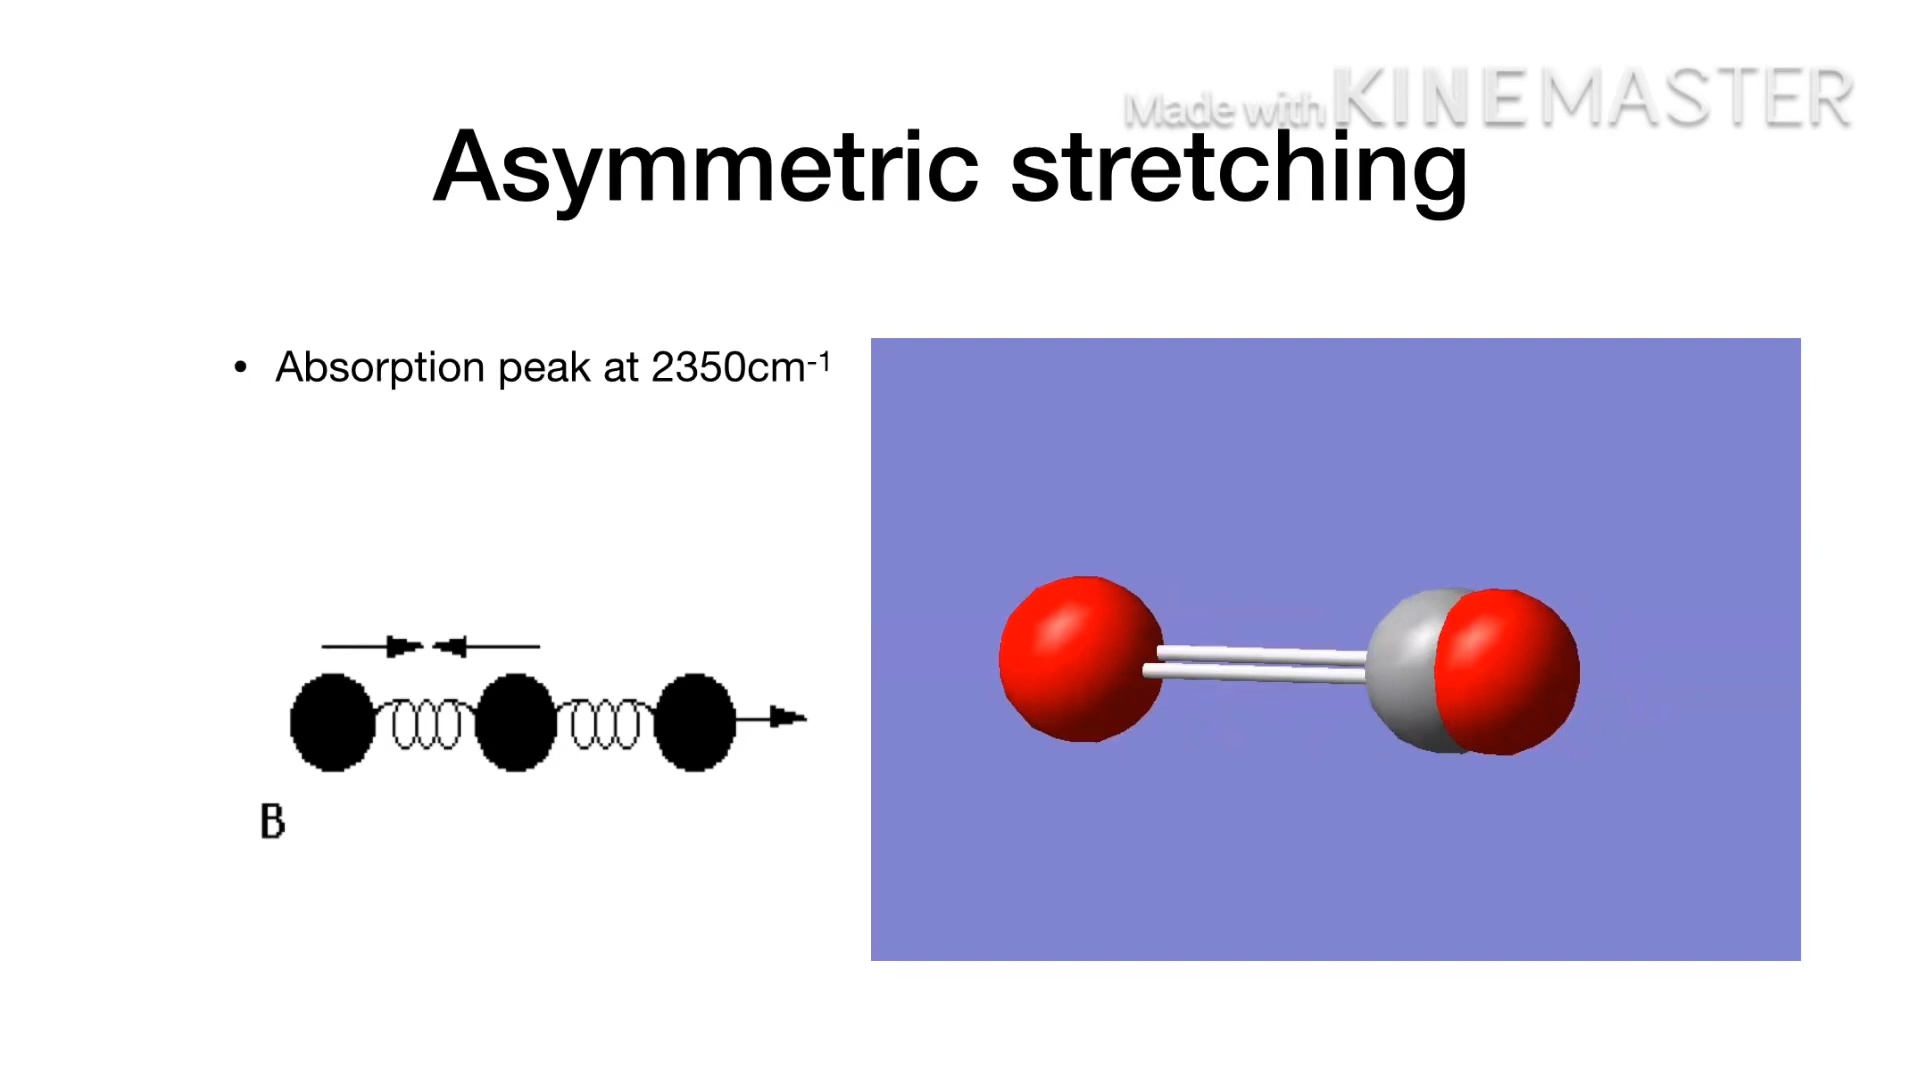 Made with KINEMASTER
Asymmetric stretching
• Absorption peak at 2350cm-1
B